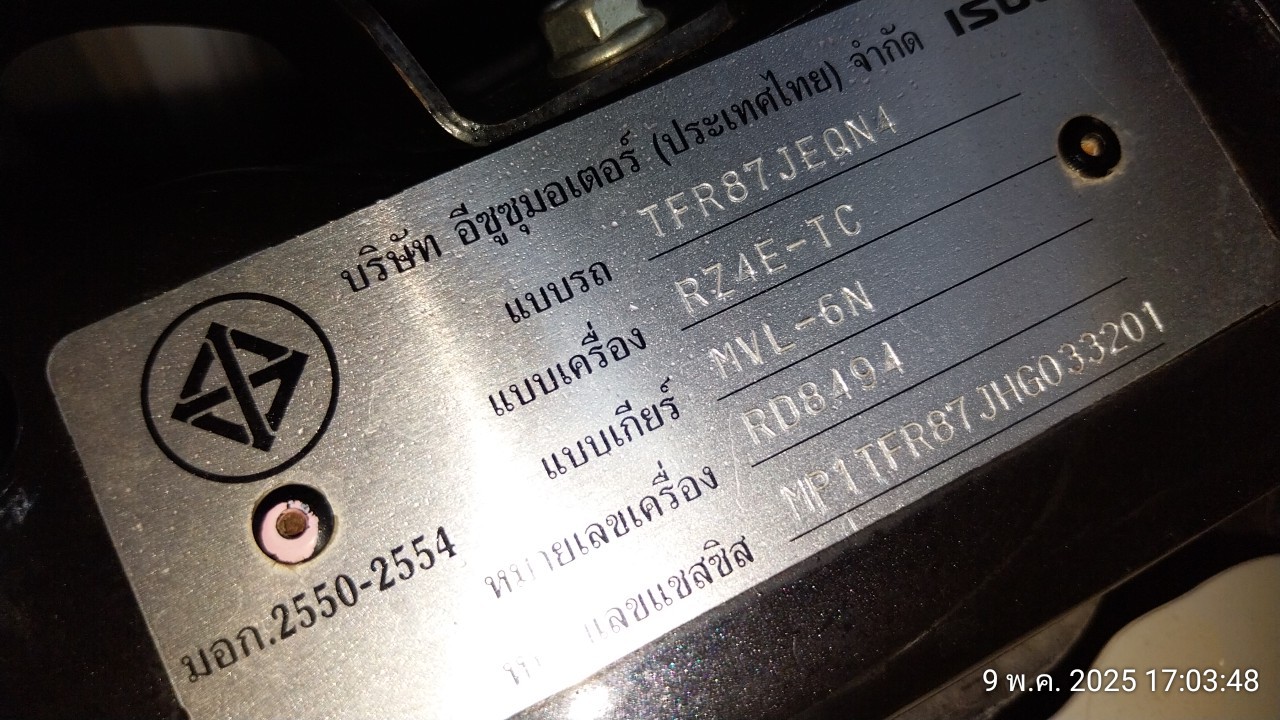 ISUZU
บริษัท อีซูซุมอเตอร์ (ประเทศไทย) จำกัด
แบบรถ TFR87JEQN4
แบบเครื่อง RZ4E-TC
แบบเกียร์ MVL-6N
หมายเลขเครื่อง RD8494
เลขแชสซิส MP1TFR87JHG033201
มอก.2550-2554
9 พ.ค. 2025 17:03:48